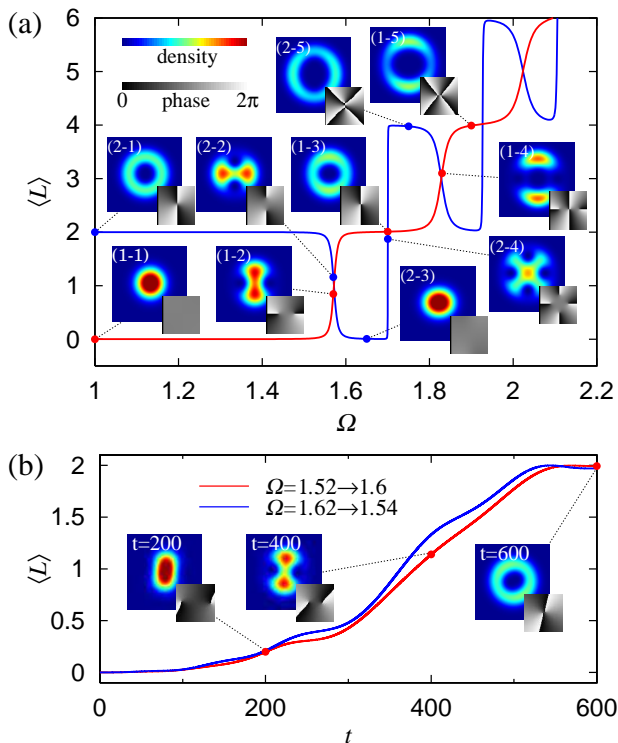 (a)
⟨L⟩
6
5
4
3
2
1
0
density
0 phase 2π
(2-5)
(1-5)
(2-1)
(2-2)
(1-3)
(1-4)
(1-1)
(1-2)
(2-3)
(2-4)
1 1.2 1.4 1.6 1.8 2 2.2
Ω
(b)
⟨L⟩
2
1.5
1
0.5
0
Ω=1.52→1.6
Ω=1.62→1.54
t=200
t=400
t=600
0 200 400 600
t